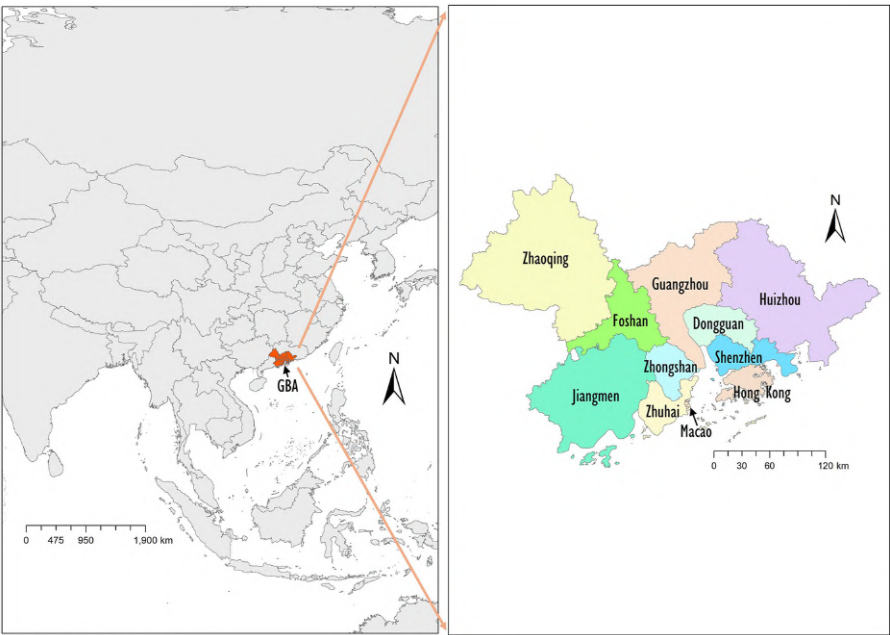 N
GBA
0 475 950 1,900 km
N
Zhaoqing
Guangzhou
Huizhou
Foshan
Dongguan
Shenzhen
Zhongshan
Jiangmen
Hong Kong
Zhuhai
Macao
0 30 60 120 km